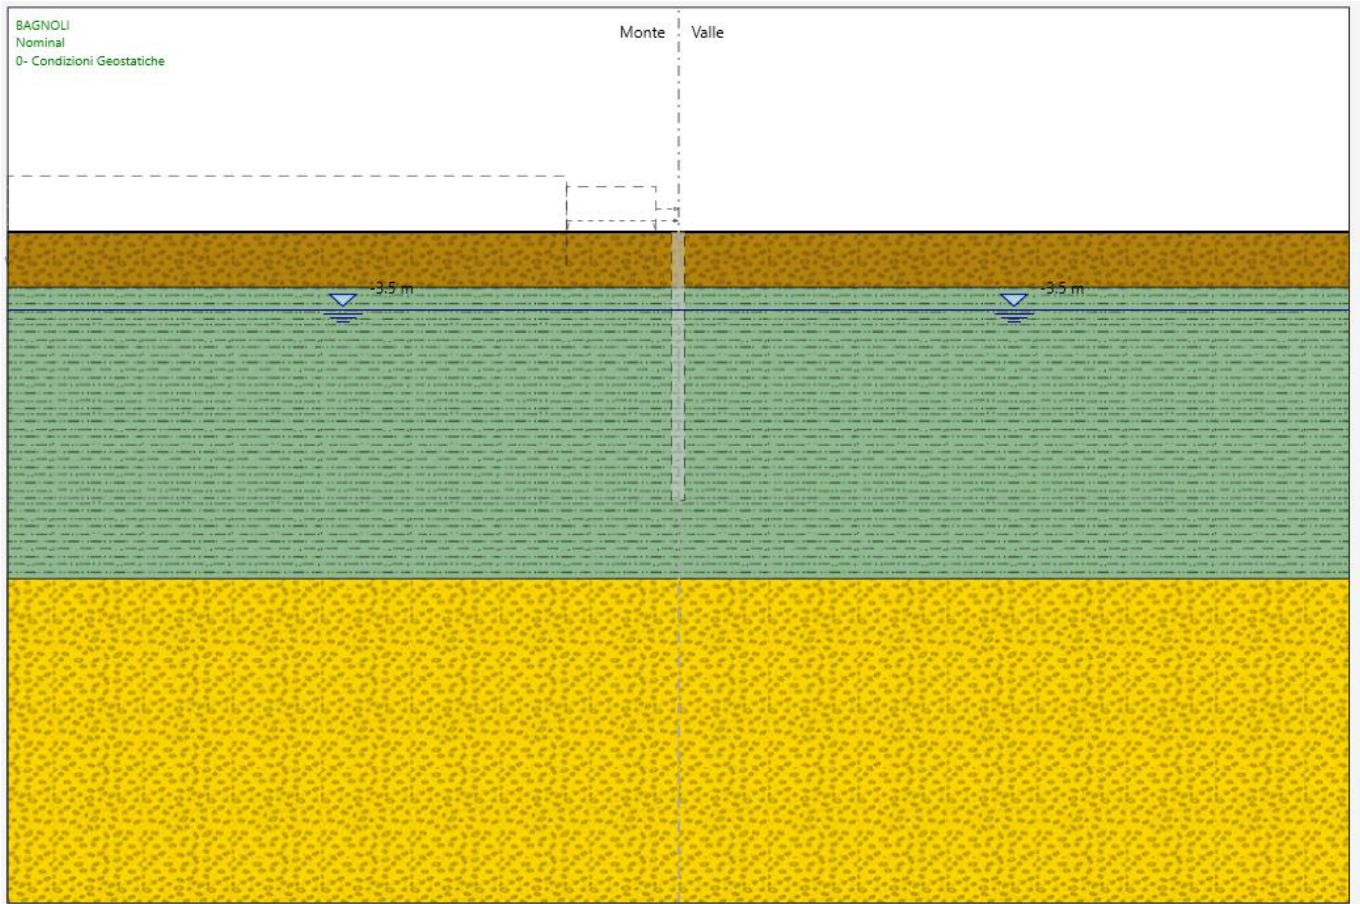 BAGNOLI
Nominal
0- Condizioni Geostatiche
Monte Valle
-3.5 m -3.5 m